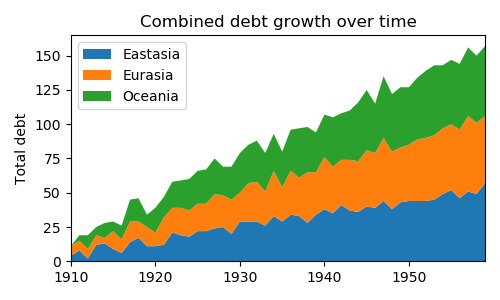 Combined debt growth over time
Total debt
150
125
100
75
50
25
0
Eastasia
Eurasia
Oceania
1910
1920
1930
1940
1950